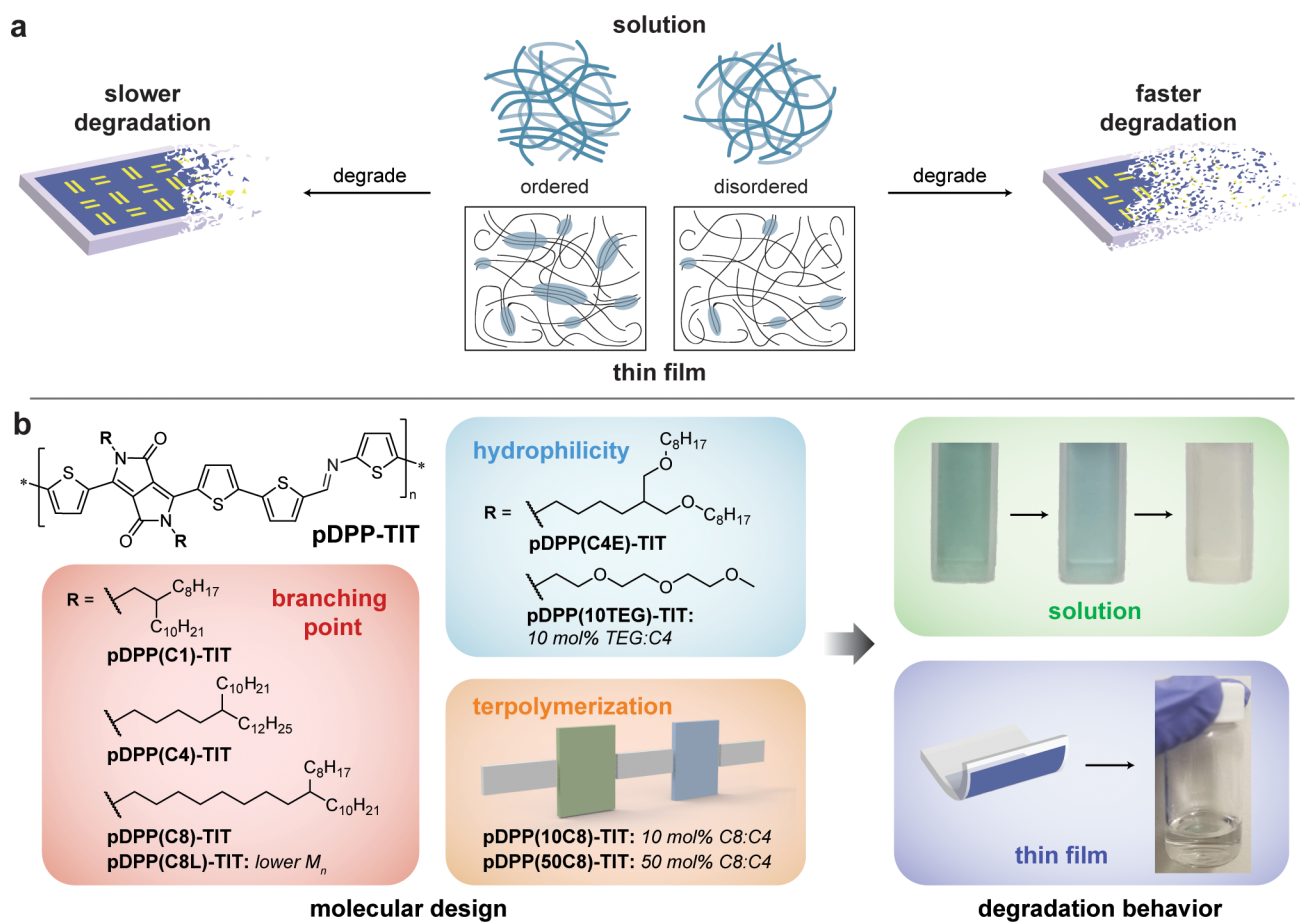 a
solution
slower
degradation
faster
degradation
degrade
degrade
ordered
disordered
thin film
b
R
N
O
S
S
S
N
S
*
*
n
O
N
R
pDPP-TIT
R =
C8H17
C10H21
branching
point
pDPP(C1)-TIT
C10H21
C12H25
pDPP(C4)-TIT
C8H17
C10H21
pDPP(C8)-TIT
pDPP(C8L)-TIT: lower Mn
hydrophilicity
C8H17
O
R =
O
C8H17
pDPP(C4E)-TIT
O
O
O
pDPP(10TEG)-TIT:
10 mol% TEG:C4
terpolymerization
pDPP(10C8)-TIT: 10 mol% C8:C4
pDPP(50C8)-TIT: 50 mol% C8:C4
molecular design
solution
thin film
degradation behavior